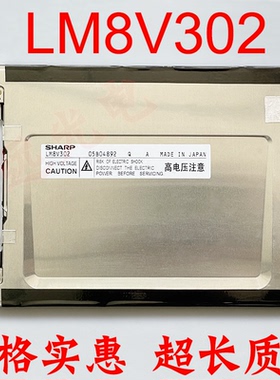 LM8V302
SHARP
LM8V302 05804892 Q A MADE IN JAPAN
HIGH VOLTAGE
CAUTION
RISK OF ELECTRIC SHOCK.
DISCONNECT THE ELECTRIC
POWER BEFORE SERVICING
高电压注意
格实惠 超长质